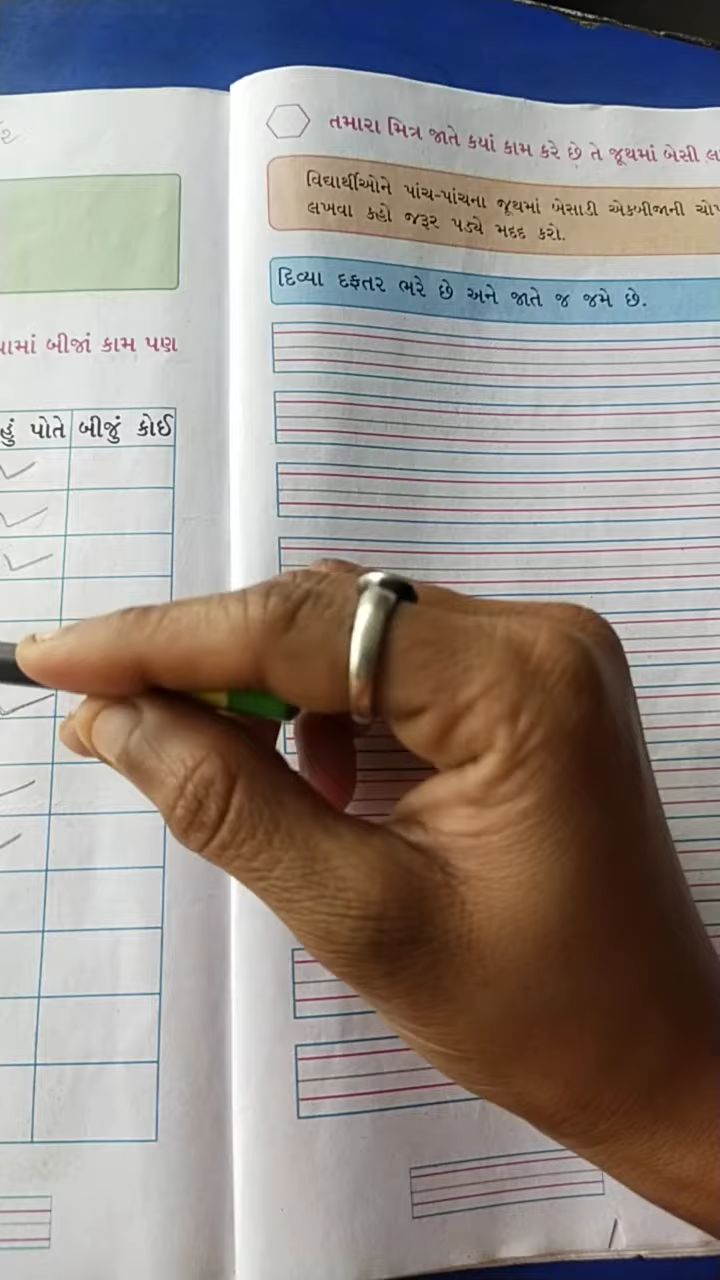 કામાં બીજાં કામ પણ
હું પોતે બીજું કોઈ
તમારા મિત્ર જાતે કયાં કામ કરે છે તે જૂથમાં બેસી
વિદ્યાર્થીઓને પાંચ-પાંચના જૂથમાં બેસાડી એકબીજાની
લખવા કહો જરૂર પડ્યે મદદ કરો.
દિવ્યા દફતર ભરે છે અને જાતે જ જમે છે.